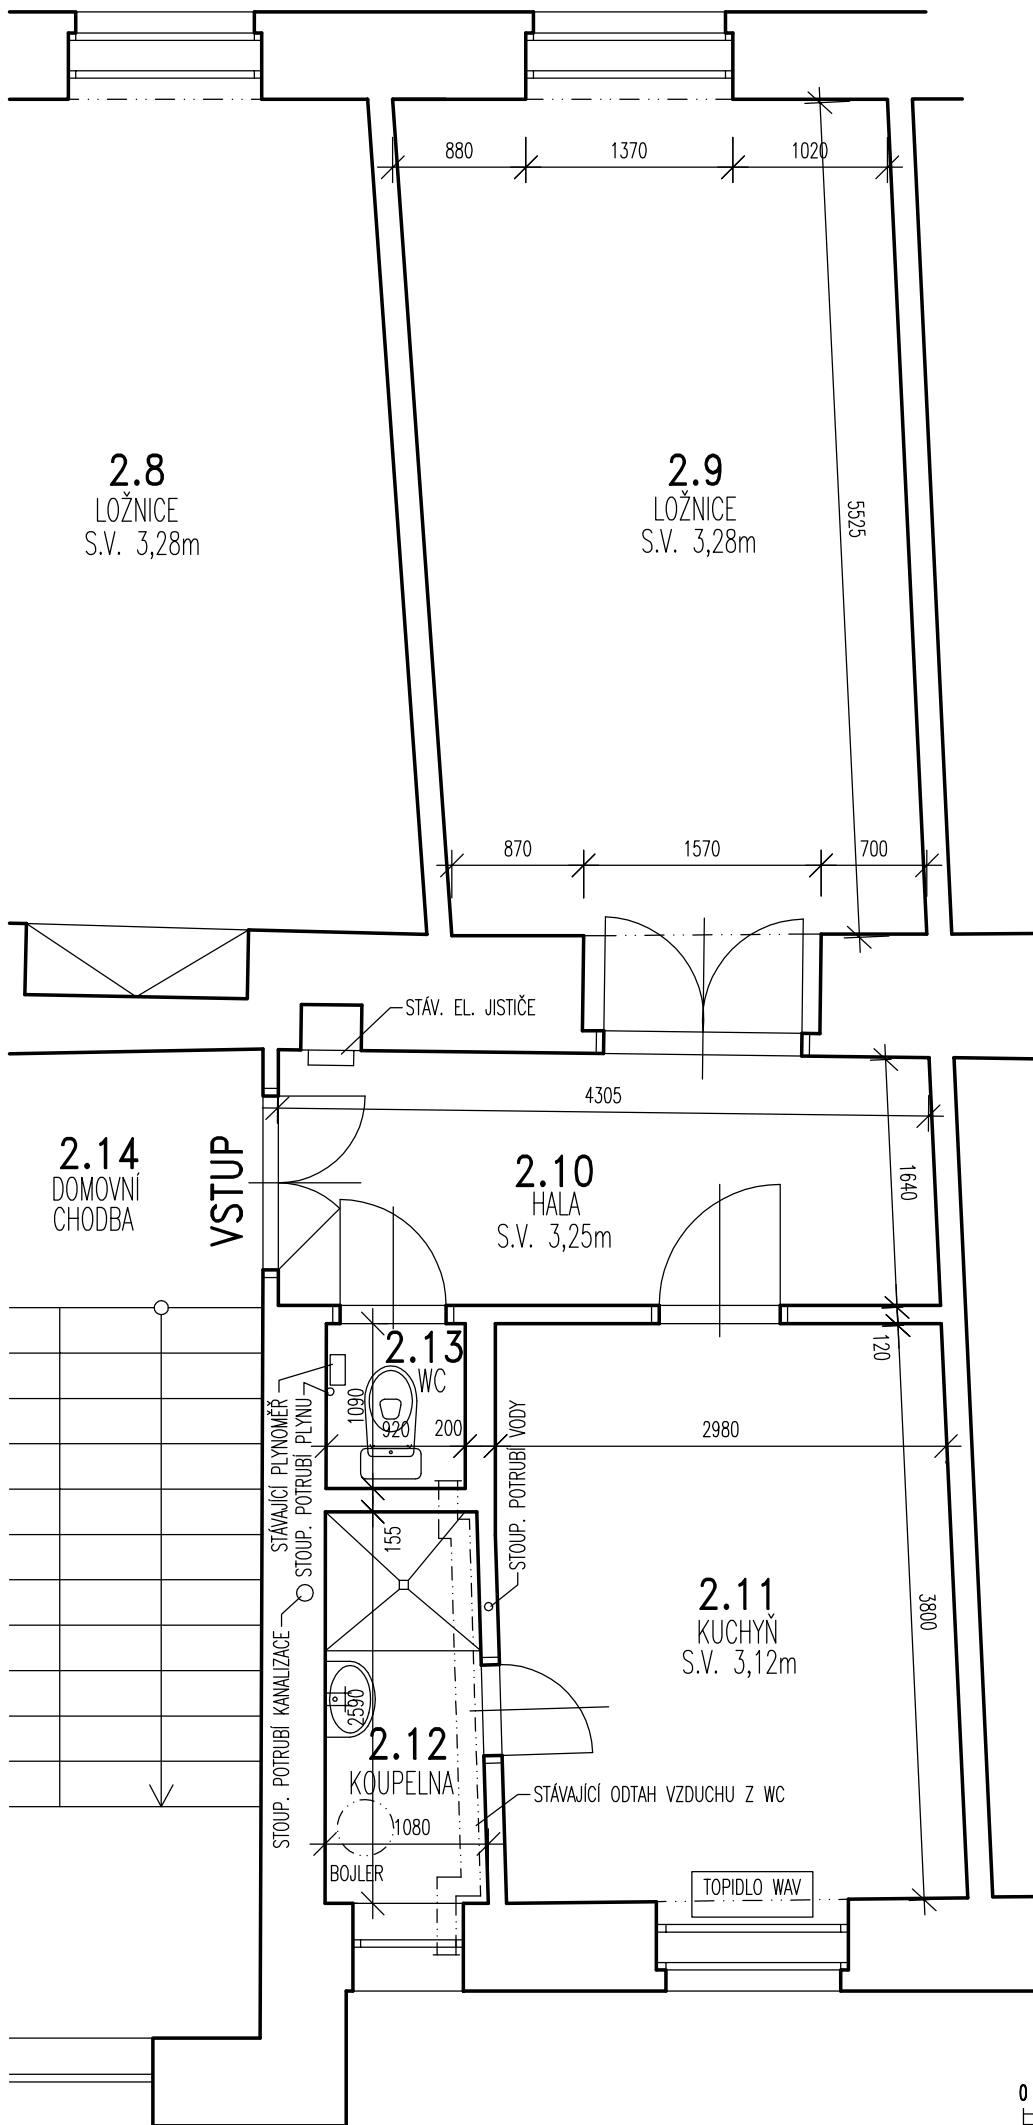 880
1370
1020
2.8
LOŽNICE
S.V. 3,28m
2.9
LOŽNICE
S.V. 3,28m
5525
870
1570
700
STÁV. EL. JISTIČE
4305
2.14
DOMOVNÍ
CHODBA
VSTUP
2.10
HALA
S.V. 3,25m
1640
120
2.13
WC
1090
920
200
2980
STÁVAJÍCÍ PLYNOMĚR
STOUP. POTRUBÍ PLYNU
STOUP. POTRUBÍ VODY
155
STOUP. POTRUBÍ KANALIZACE
2.11
KUCHYŇ
S.V. 3,12m
3800
2590
2.12
KOUPELNA
STÁVAJÍCÍ ODTAH VZDUCHU Z WC
1080
BOJLER
TOPIDLO WAV
0